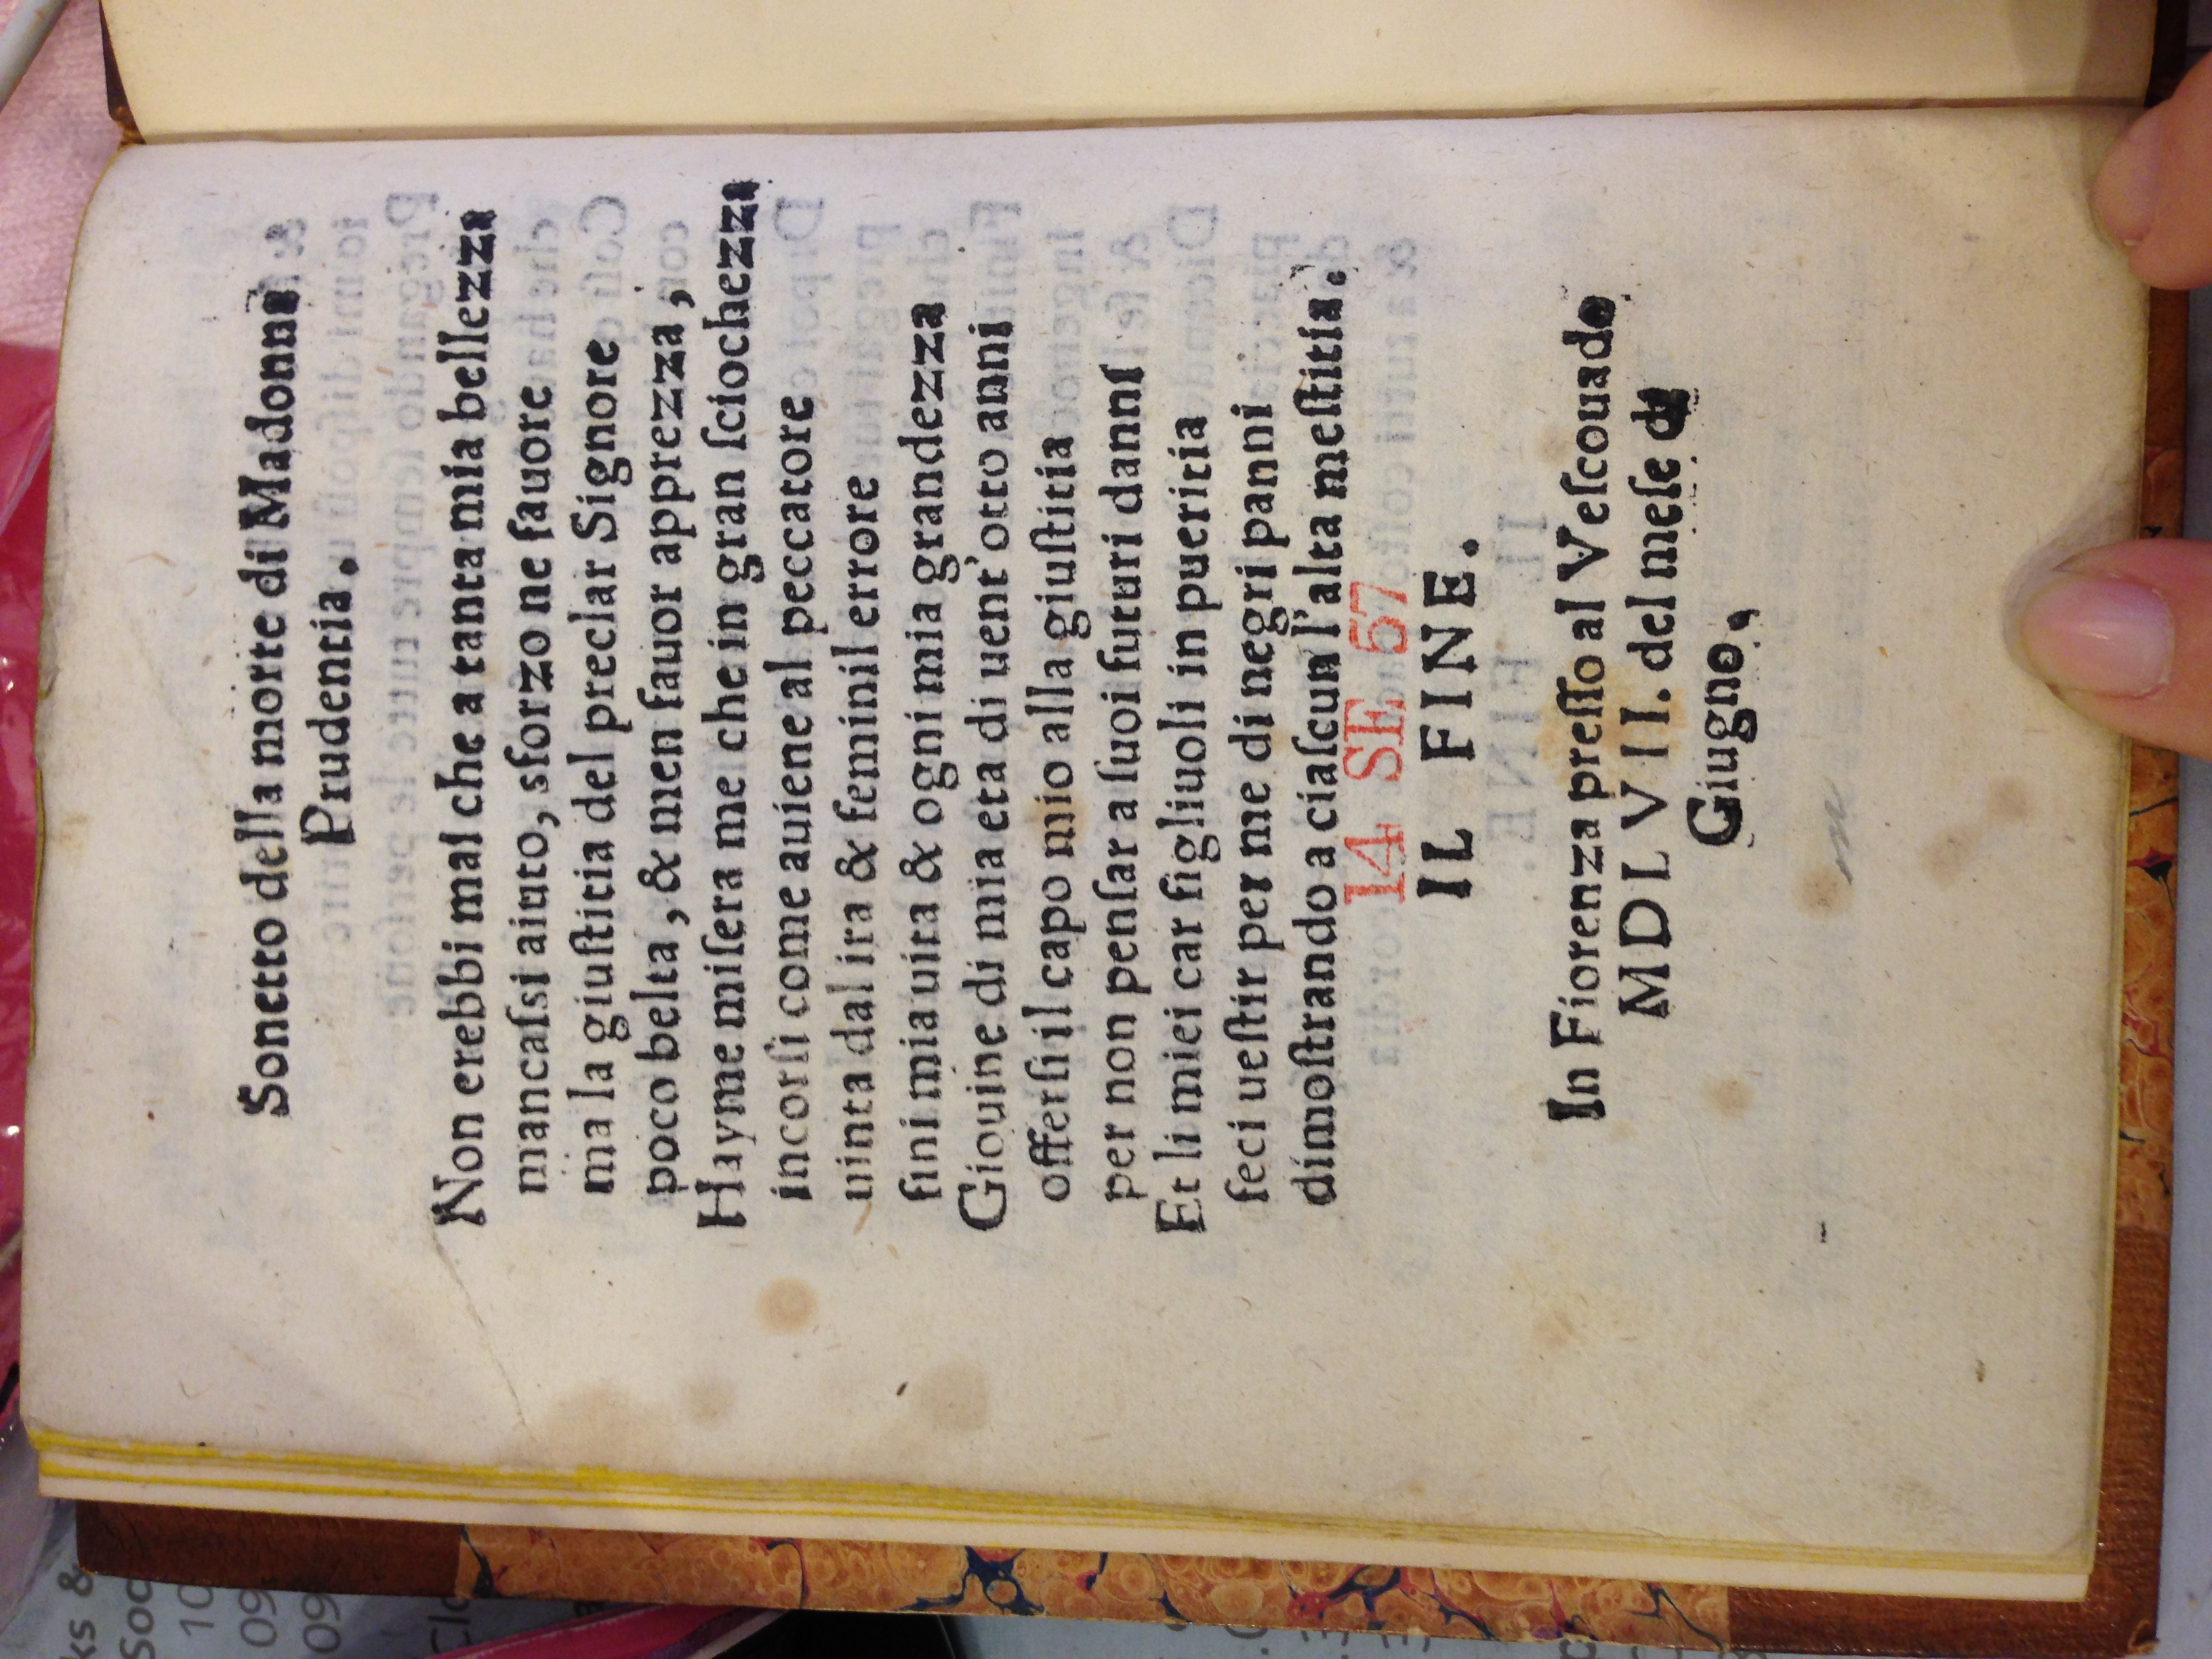 Sonetto della morte di Madonna
Prudentia.
Non crebbi mai che a tanta mia bellezza
mancaſsi aiuto, sforzo ne fauore
ma la giuſtitia del preclar Signore
poco belta, & men fauor apprezza,
Hayme miſera me che in gran ſciochezza
incorſi come auiene al peccatore
uinta dal ira & feminil errore
fini mia uita & ogni mia grandezza
Giouine di mia eta di uent'otto anni
offerſi il capo mio alla giuſtitia
per non penſar a ſuoi futuri danni
Et li miei car figliuoli in pueritia
feci ueſtir per me di negri panni
dimoſtrando a ciaſcun l'alta meſtitia.
14 SE 57
IL FINE.
In Fiorenza preſſo al Veſcouado
MDLVII. del meſe di
Giugno,